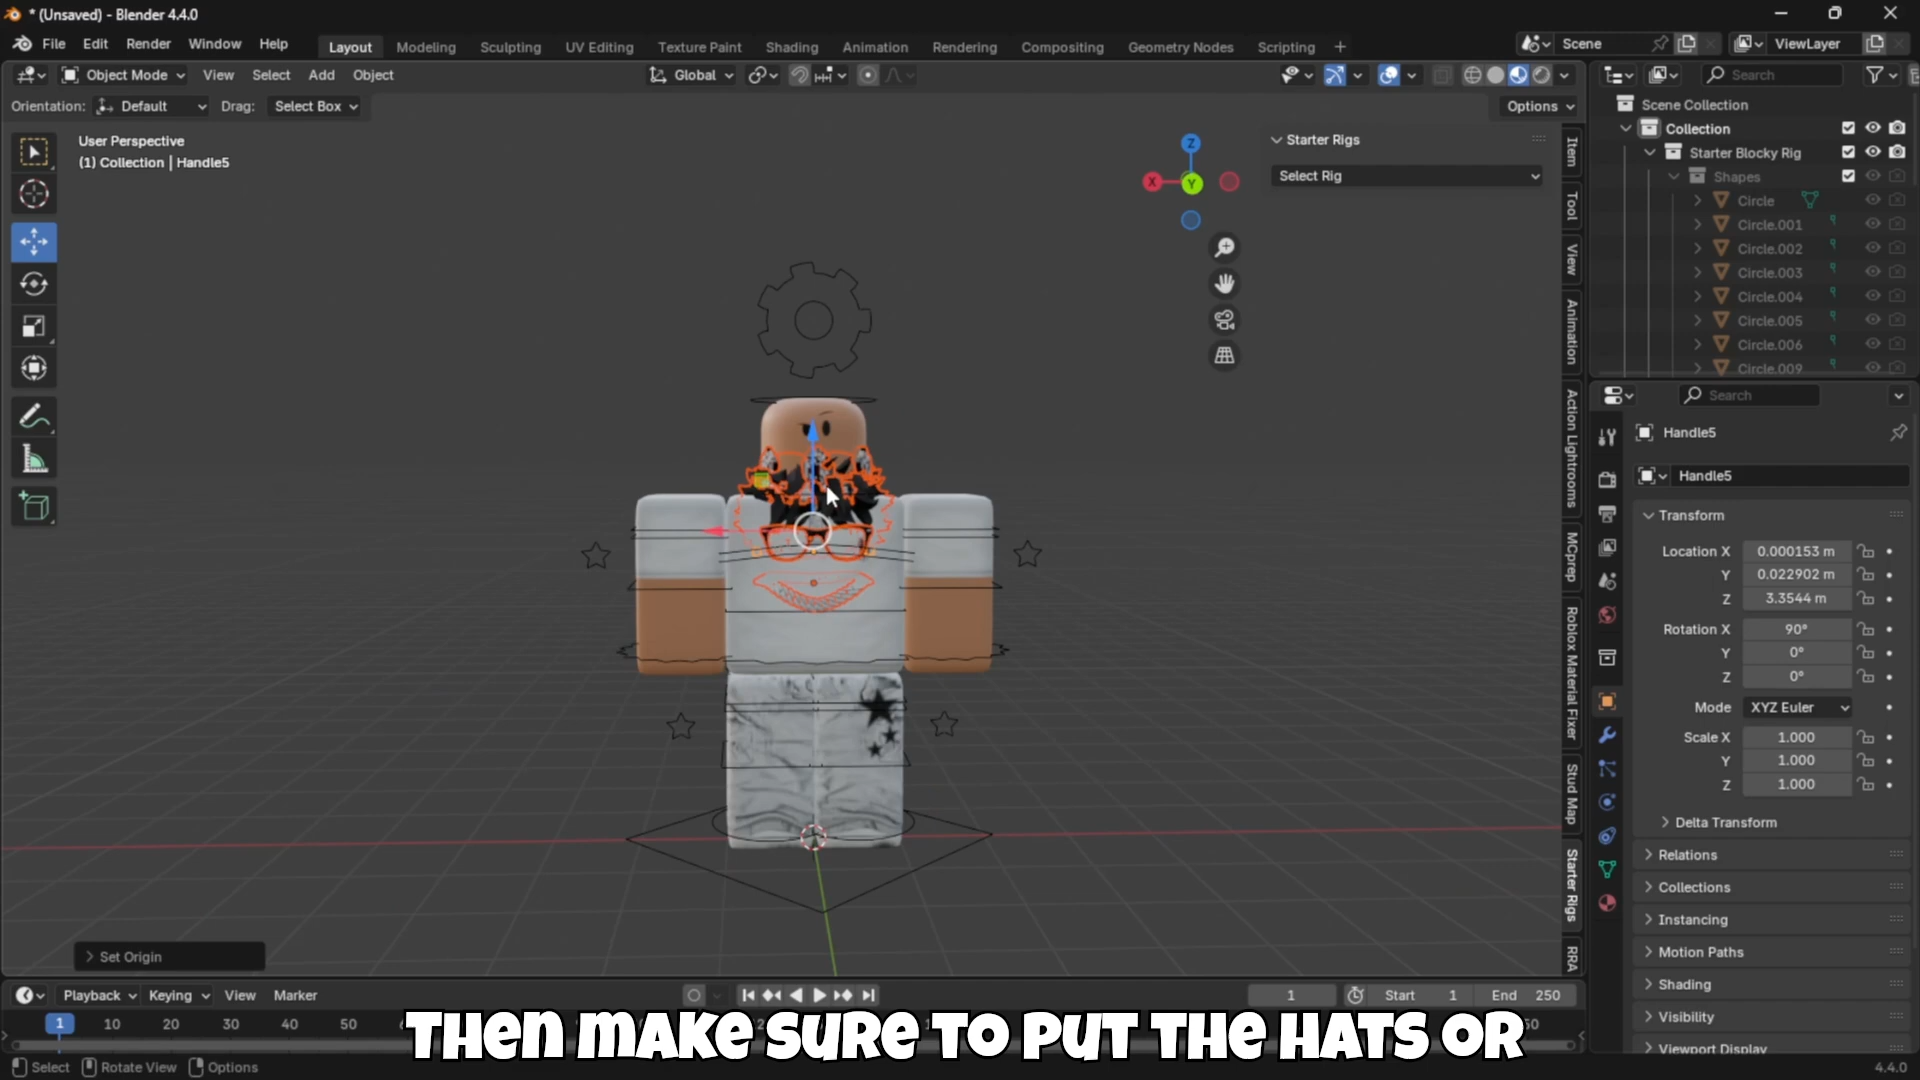 * (Unsaved) - Blender 4.4.0
File Edit Render Window Help
Layout Modeling Sculpting UV Editing Texture Paint Shading Animation Rendering Compositing Geometry Nodes Scripting +
Scene
ViewLayer
Object Mode View Select Add Object
Global
Search
Orientation: Default Drag: Select Box
Options
User Perspective
(1) Collection | Handle5
Z
X
Y
Starter Rigs
Select Rig
Item
Tool
View
Animation
Action Lightrooms
MCprep
Roblox Material Fixer
Stud Map
Starter Rigs
RRA
Scene Collection
Collection
Starter Blocky Rig
Shapes
Circle
Circle.001
Circle.002
Circle.003
Circle.004
Circle.005
Circle.006
Circle.009
Search
Handle5
Handle5
Transform
Location X 0.000153 m
Y 0.022902 m
Z 3.3544 m
Rotation X 90°
Y 0°
Z 0°
Mode XYZ Euler
Scale X 1.000
Y 1.000
Z 1.000
Delta Transform
Relations
Collections
Instancing
Motion Paths
Shading
Visibility
Viewport Display
Set Origin
Playback Keying View Marker
1
Start 1 End 250
1 10 20 30 40 50
THEN MAKE SURE TO PUT THE HATS OR
Select Rotate View Options
4.4.0